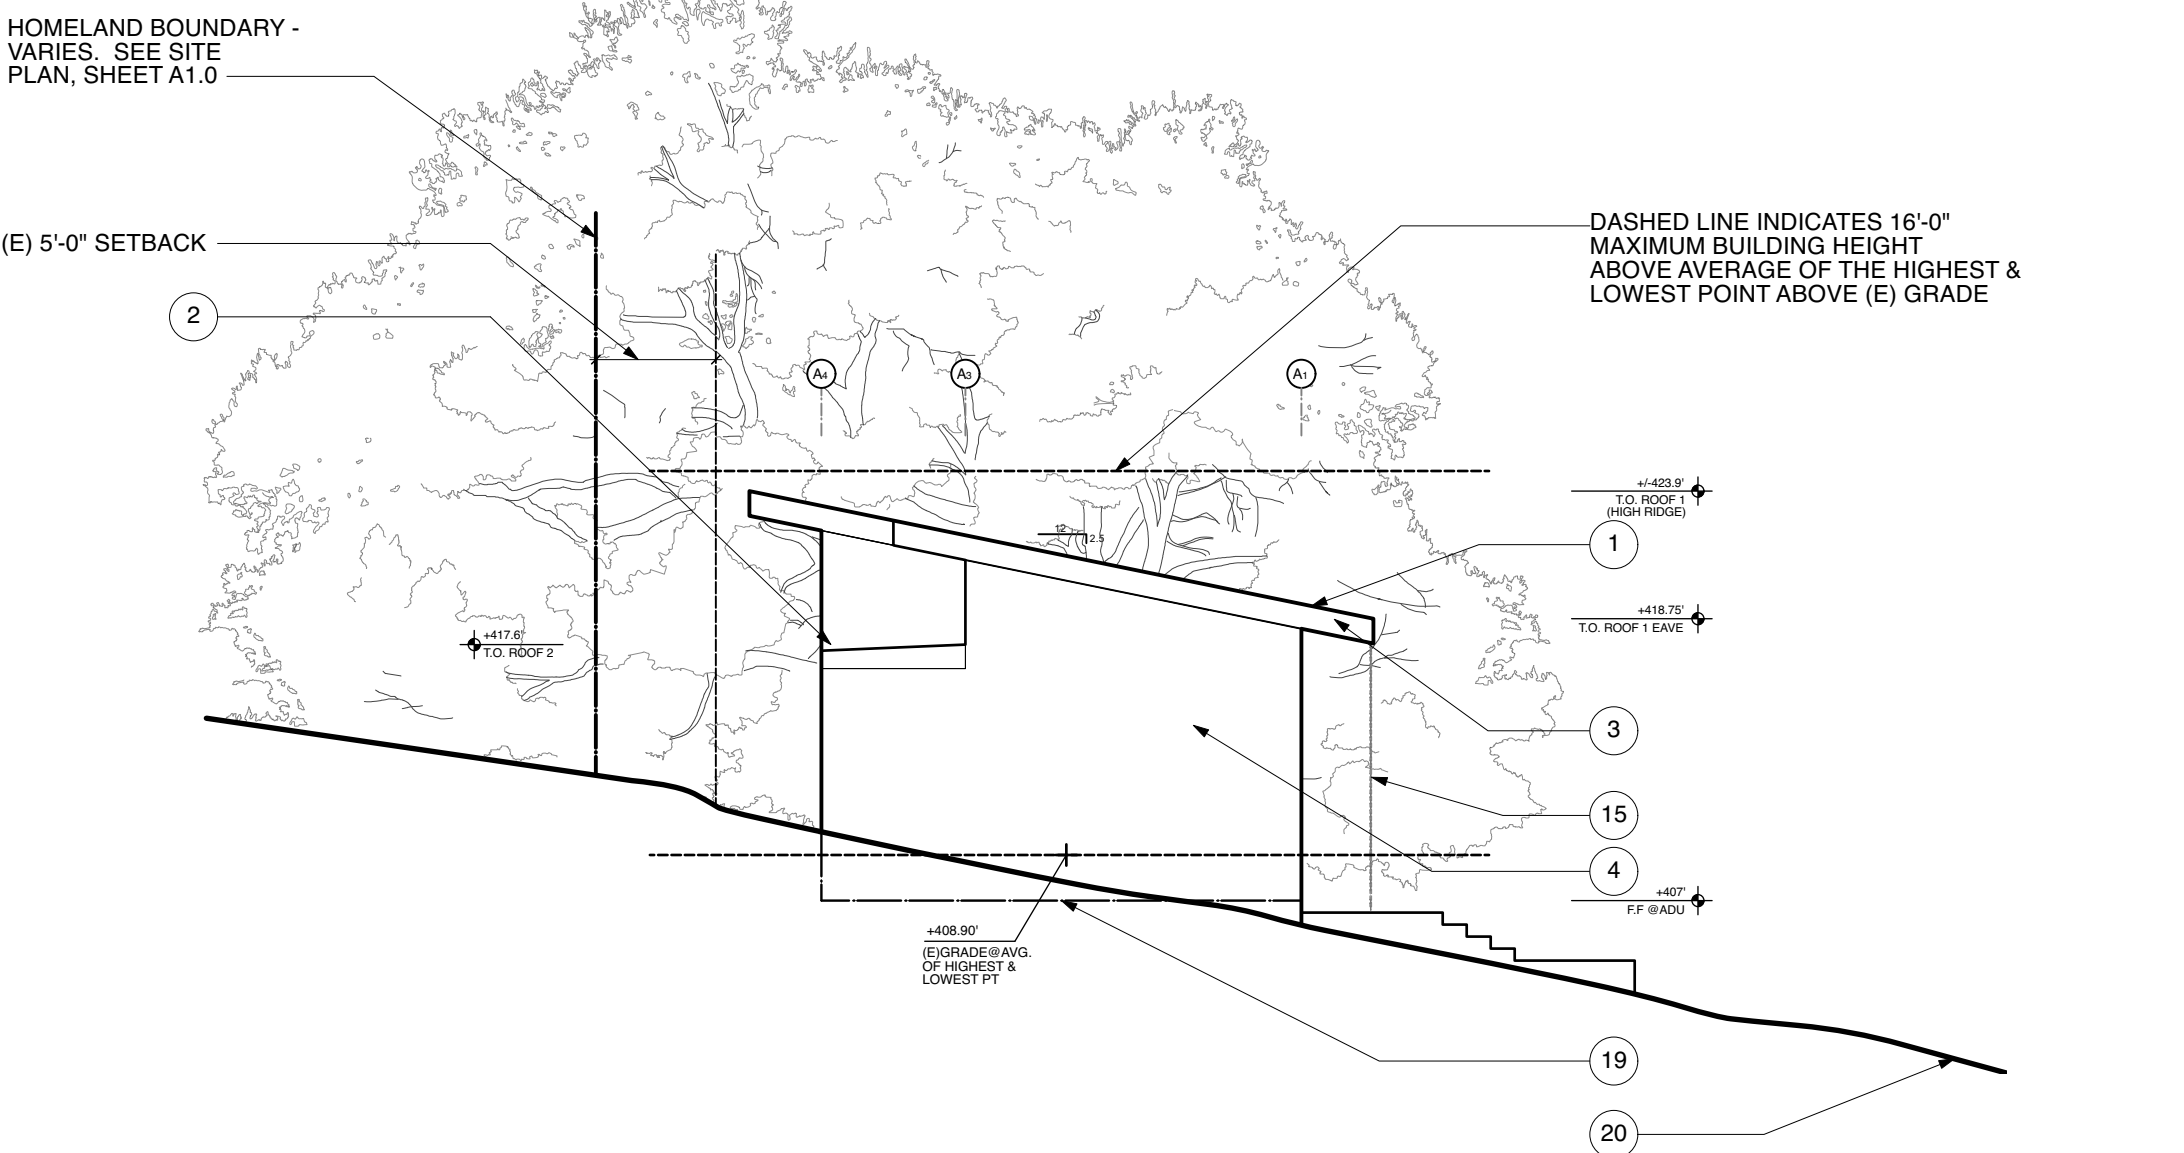 HOMELAND BOUNDARY -
VARIES. SEE SITE
PLAN, SHEET A1.0
(E) 5'-0" SETBACK
2
DASHED LINE INDICATES 16'-0"
MAXIMUM BUILDING HEIGHT
ABOVE AVERAGE OF THE HIGHEST &
LOWEST POINT ABOVE (E) GRADE
A4
A3
A1
+/-423.9'
T.O. ROOF 1
(HIGH RIDGE)
12
2.5
1
+418.75'
T.O. ROOF 1 EAVE
+417.6'
T.O. ROOF 2
3
15
4
+407'
F.F @ADU
+408.90'
(E)GRADE@AVG.
OF HIGHEST &
LOWEST PT
19
20